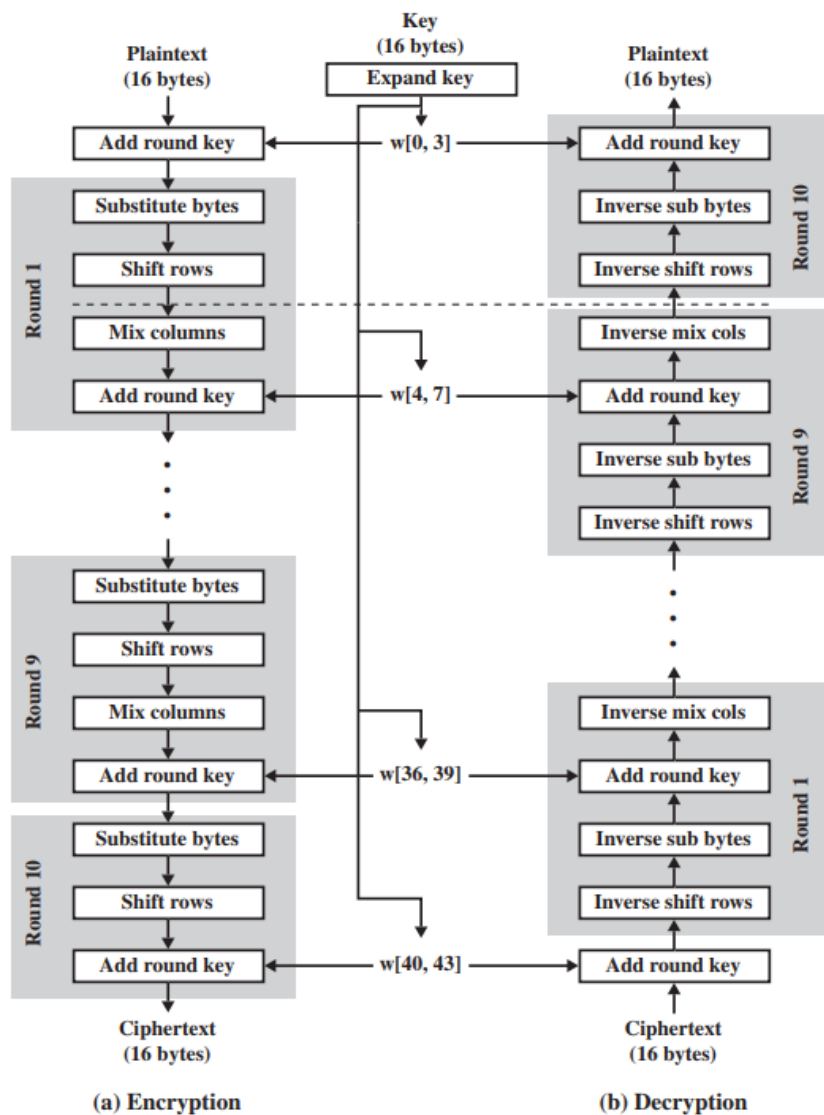 Key
(16 bytes)
Expand key
Plaintext
(16 bytes)
Add round key
Round 1
Substitute bytes
Shift rows
Mix columns
Add round key
Round 9
Substitute bytes
Shift rows
Mix columns
Add round key
Round 10
Substitute bytes
Shift rows
Add round key
Ciphertext
(16 bytes)
(a) Encryption
w[0, 3]
w[4, 7]
w[36, 39]
w[40, 43]
Plaintext
(16 bytes)
Add round key
Inverse sub bytes
Inverse shift rows
Round 10
Inverse mix cols
Add round key
Inverse sub bytes
Inverse shift rows
Round 9
Inverse mix cols
Add round key
Inverse sub bytes
Inverse shift rows
Round 1
Add round key
Ciphertext
(16 bytes)
(b) Decryption